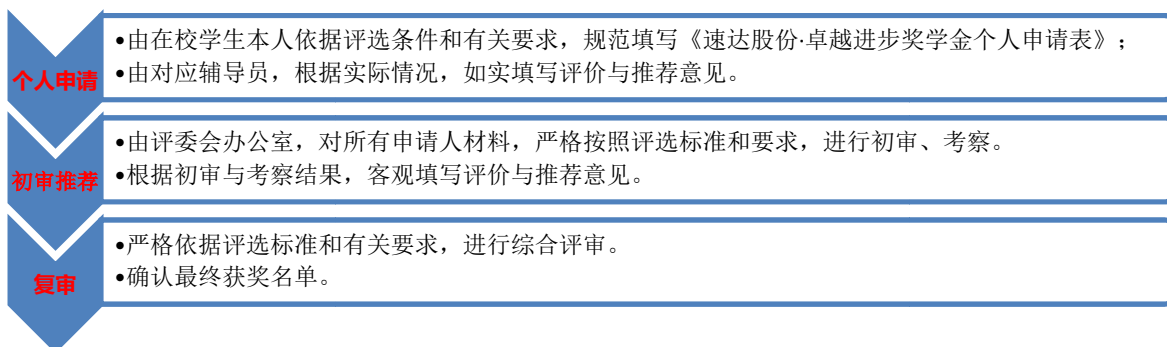 个人申请
•由在校学生本人依据评选条件和有关要求，规范填写《速达股份·卓越进步奖学金个人申请表》；
•由对应辅导员，根据实际情况，如实填写评价与推荐意见。
初审推荐
•由评委会办公室，对所有申请人材料，严格按照评选标准和要求，进行初审、考察。
•根据初审与考察结果，客观填写评价与推荐意见。
复审
•严格依据评选标准和有关要求，进行综合评审。
•确认最终获奖名单。